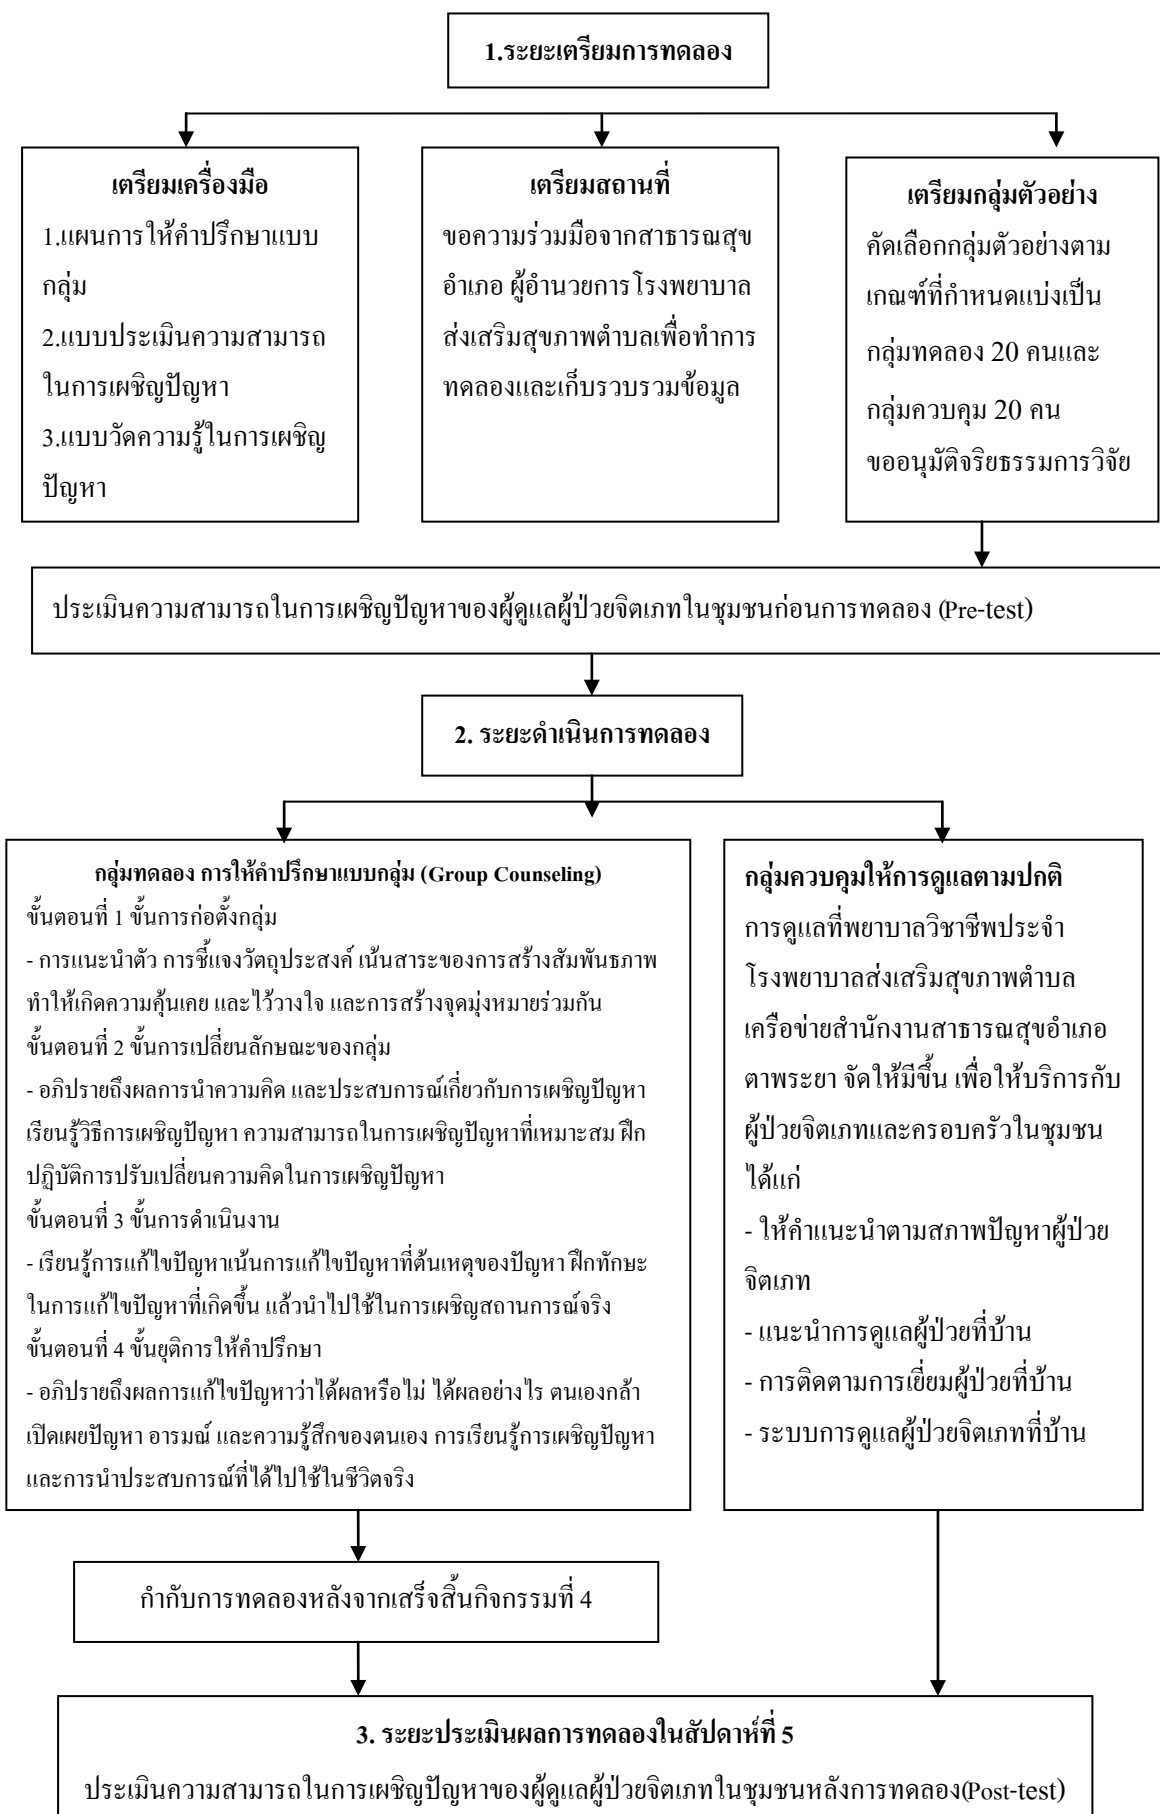 1.ระยะเตรียมการทดลอง
เตรียมเครื่องมือ
1.แผนการให้คำปรึกษาแบบ
กลุ่ม
2.แบบประเมินความสามารถ
ในการเผชิญปัญหา
3.แบบวัดความรู้ในการเผชิญ
ปัญหา
เตรียมสถานที่
ขอความร่วมมือจากสาธารณสุข
อำเภอ ผู้อำนวยการโรงพยาบาล
ส่งเสริมสุขภาพตำบลเพื่อทำการ
ทดลองและเก็บรวบรวมข้อมูล
เตรียมกลุ่มตัวอย่าง
คัดเลือกกลุ่มตัวอย่างตาม
เกณฑ์ที่กำหนดแบ่งเป็น
กลุ่มทดลอง 20 คนและ
กลุ่มควบคุม 20 คน
ขออนุมัติจริยธรรมการวิจัย
ประเมินความสามารถในการเผชิญปัญหาของผู้ดูแลผู้ป่วยจิตเภทในชุมชนก่อนการทดลอง (Pre-test)
2. ระยะดำเนินการทดลอง
กลุ่มทดลอง การให้คำปรึกษาแบบกลุ่ม (Group Counseling)
ขั้นตอนที่ 1 ขั้นการก่อตั้งกลุ่ม
- การแนะนำตัว การชี้แจงวัตถุประสงค์ เน้นสาระของการสร้างสัมพันธภาพ
ทำให้เกิดความคุ้นเคย และไว้วางใจ และการสร้างจุดมุ่งหมายร่วมกัน
ขั้นตอนที่ 2 ขั้นการเปลี่ยนลักษณะของกลุ่ม
- อภิปรายถึงผลการนำความคิด และประสบการณ์เกี่ยวกับการเผชิญปัญหา
เรียนรู้วิธีการเผชิญปัญหา ความสามารถในการเผชิญปัญหาที่เหมาะสม ฝึก
ปฏิบัติการปรับเปลี่ยนความคิดในการเผชิญปัญหา
ขั้นตอนที่ 3 ขั้นการดำเนินงาน
- เรียนรู้การแก้ไขปัญหาเน้นการแก้ไขปัญหาที่ต้นเหตุของปัญหา ฝึกทักษะ
ในการแก้ไขปัญหาที่เกิดขึ้น แล้วนำไปใช้ในการเผชิญสถานการณ์จริง
ขั้นตอนที่ 4 ขั้นยุติการให้คำปรึกษา
- อภิปรายถึงผลการแก้ไขปัญหาว่าได้ผลหรือไม่ ได้ผลอย่างไร ตนเองกล้า
เปิดเผยปัญหา อารมณ์ และความรู้สึกของตนเอง การเรียนรู้การเผชิญปัญหา
และการนำประสบการณ์ที่ได้ไปใช้ในชีวิตจริง
กลุ่มควบคุมให้การดูแลตามปกติ
การดูแลที่พยาบาลวิชาชีพประจำ
โรงพยาบาลส่งเสริมสุขภาพตำบล
เครือข่ายสำนักงานสาธารณสุขอำเภอ
ตาพระยา จัดให้มีขึ้น เพื่อให้บริการกับ
ผู้ป่วยจิตเภทและครอบครัวในชุมชน
ได้แก่
- ให้คำแนะนำตามสภาพปัญหาผู้ป่วย
จิตเภท
- แนะนำการดูแลผู้ป่วยที่บ้าน
- การติดตามการเยี่ยมผู้ป่วยที่บ้าน
- ระบบการดูแลผู้ป่วยจิตเภทที่บ้าน
กำกับการทดลองหลังจากเสร็จสิ้นกิจกรรมที่ 4
3. ระยะประเมินผลการทดลองในสัปดาห์ที่ 5
ประเมินความสามารถในการเผชิญปัญหาของผู้ดูแลผู้ป่วยจิตเภทในชุมชนหลังการทดลอง(Post-test)